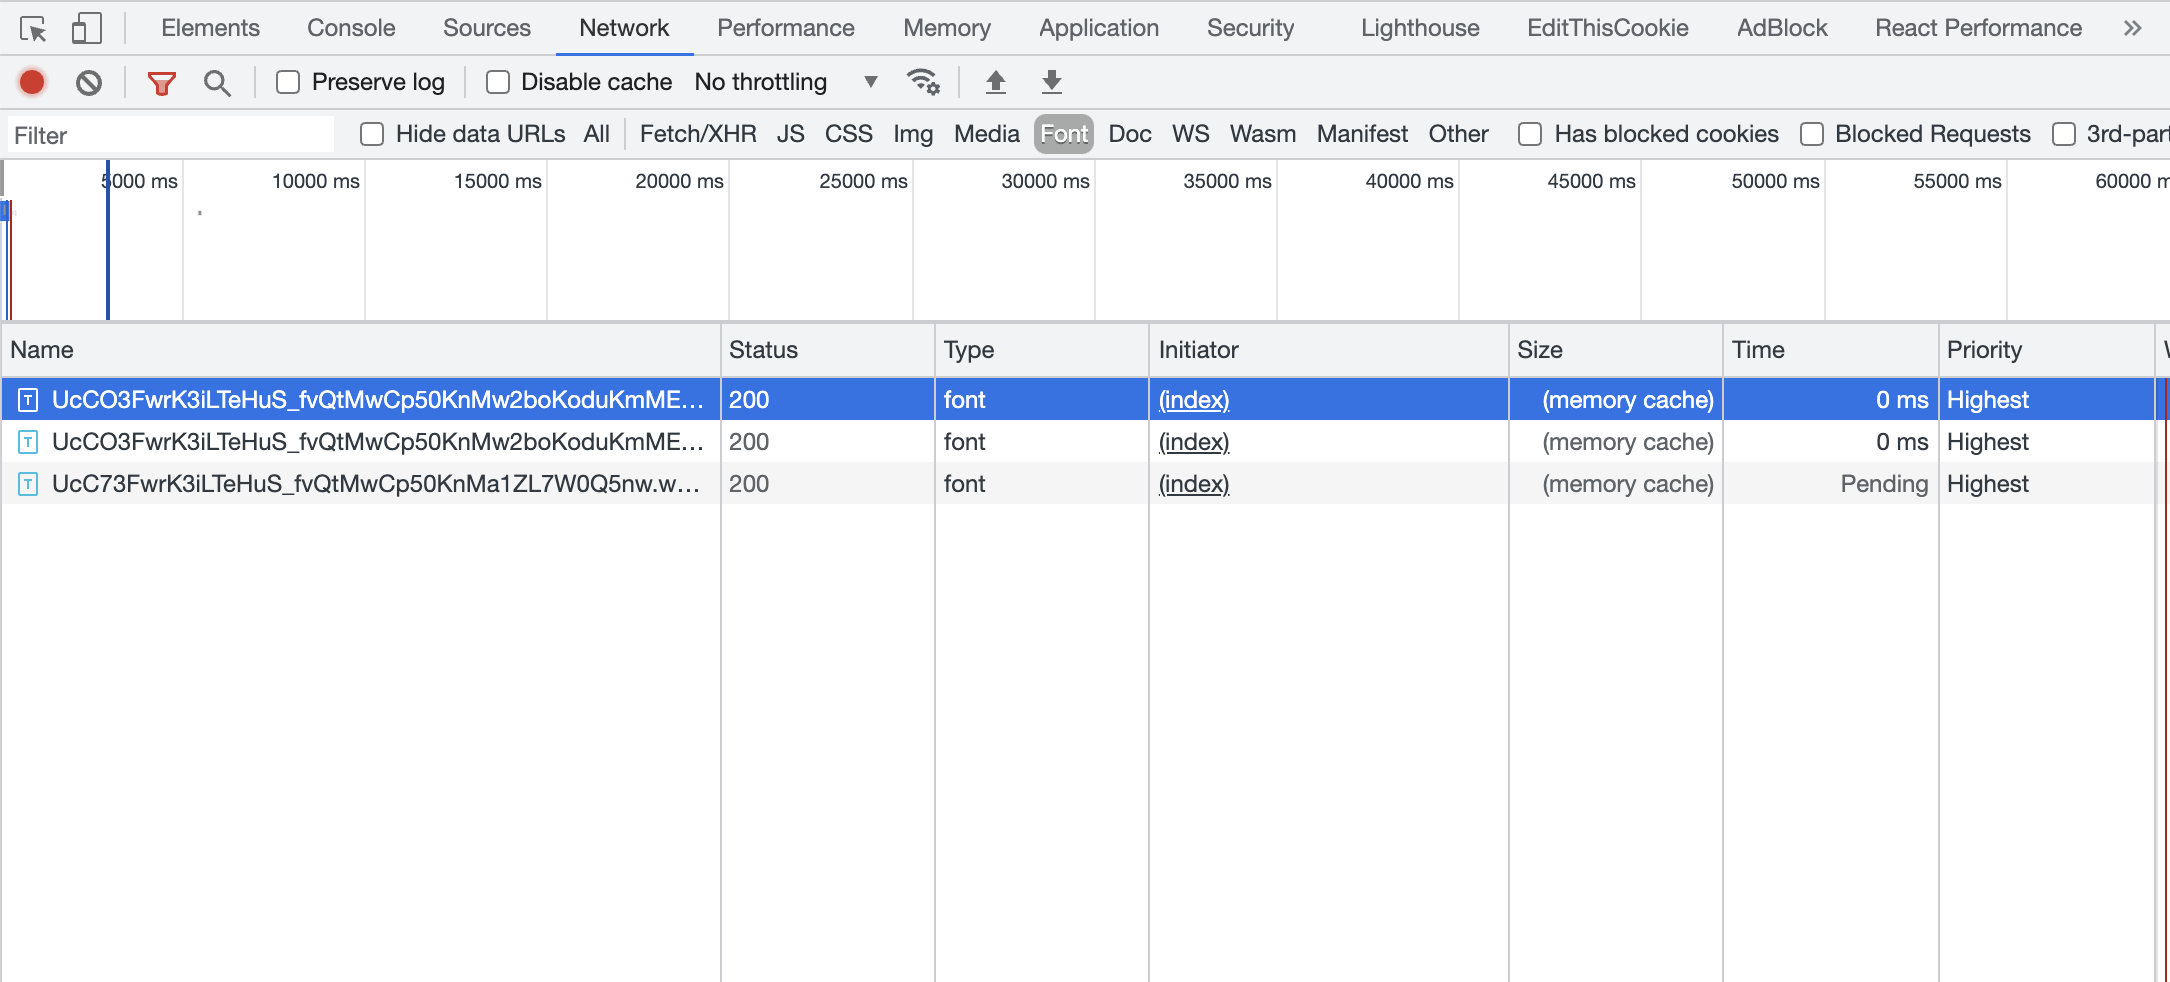 Elements Console Sources Network Performance Memory Application Security Lighthouse EditThisCookie AdBlock React Performance »
Preserve log Disable cache No throttling
Filter Hide data URLs All Fetch/XHR JS CSS Img Media Font Doc WS Wasm Manifest Other Has blocked cookies Blocked Requests 3rd-part
5000 ms 10000 ms 15000 ms 20000 ms 25000 ms 30000 ms 35000 ms 40000 ms 45000 ms 50000 ms 55000 ms 60000 m
Name Status Type Initiator Size Time Priority
T UcCO3FwrK3iLTeHuS_fvQtMwCp50KnMw2boKoduKmME... 200 font (index) (memory cache) 0 ms Highest
T UcCO3FwrK3iLTeHuS_fvQtMwCp50KnMw2boKoduKmME... 200 font (index) (memory cache) 0 ms Highest
T UcC73FwrK3iLTeHuS_fvQtMwCp50KnMa1ZL7W0Q5nw.w... 200 font (index) (memory cache) Pending Highest